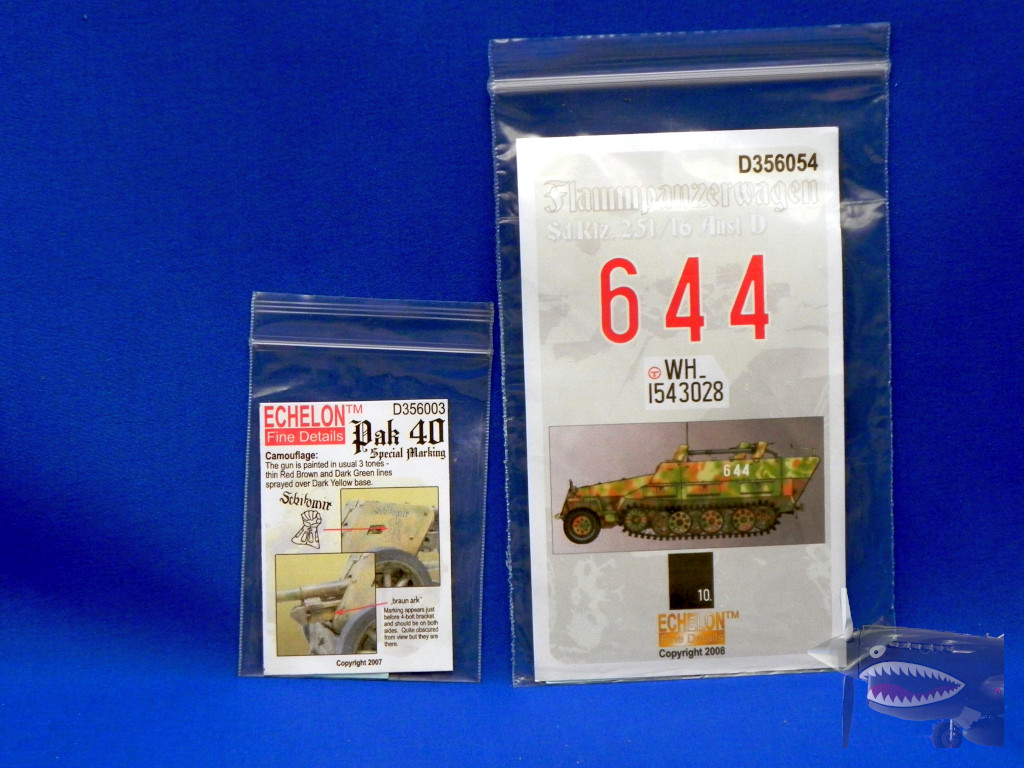 D356054
Flammpanzerwagen
Sd.Kfz. 251/16 Ausf D
644
WH_
1543028
644
10.
ECHELON™
Fine Details
Copyright 2008
ECHELON™
Fine Details
D356003
Pak 40
Special Marking
Camouflage:
The gun is painted in usual 3 tones -
thin Red Brown and Dark Green lines
sprayed over Dark Yellow base.
„braun ark"
Marking appears just
before 4-bolt bracket
and should be on both
sides. Quite obscured
from view but they are
there.
Copyright 2007